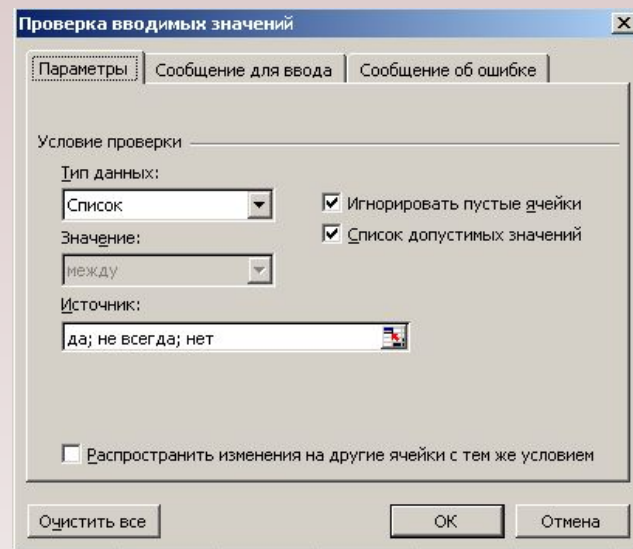 Проверка вводимых значений
Параметры Сообщение для ввода Сообщение об ошибке
Условие проверки
Тип данных:
Список
Игнорировать пустые ячейки
Значение:
Список допустимых значений
между
Источник:
да; не всегда; нет
Распространить изменения на другие ячейки с тем же условием
Очистить все ОК Отмена